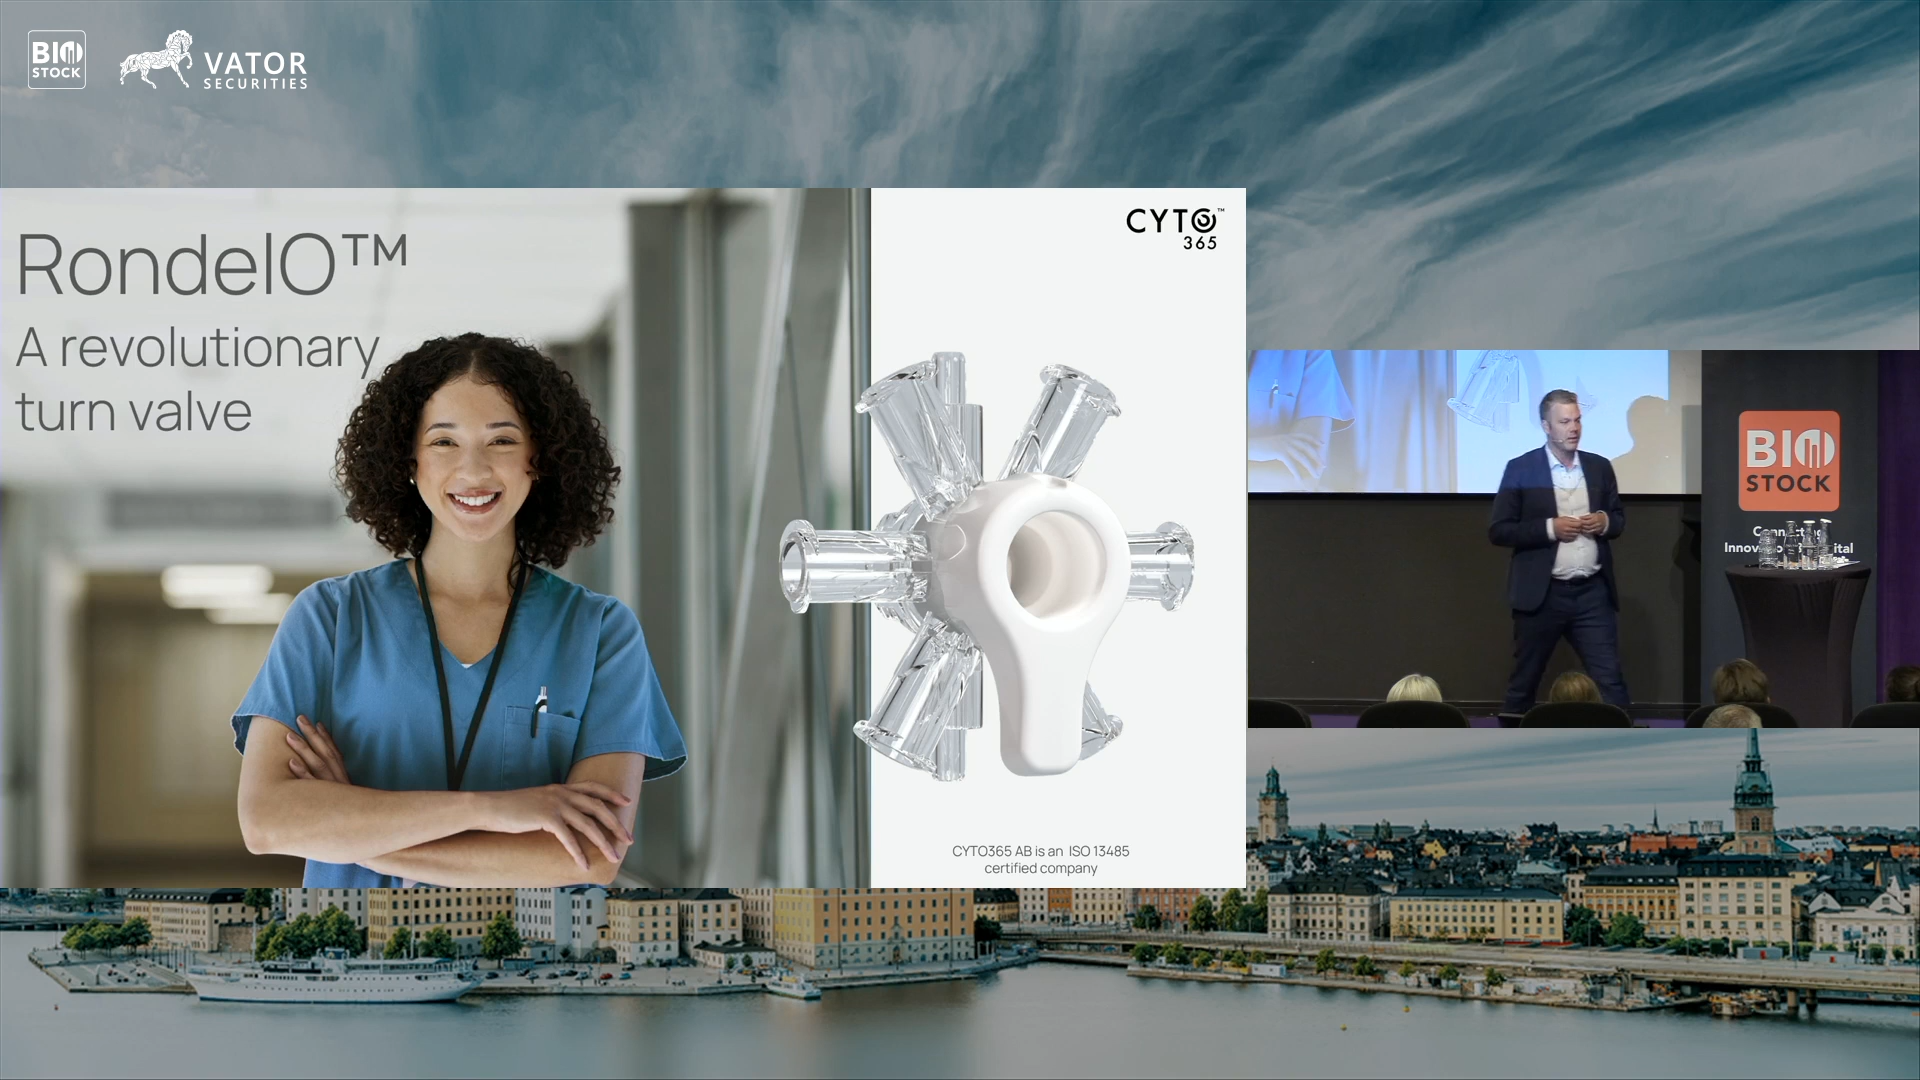 BIO
STOCK
VATOR
SECURITIES
RondelO™
A revolutionary
turn valve
CYTO™
365
CYTO365 AB is an ISO 13485
certified company
BIO
STOCK